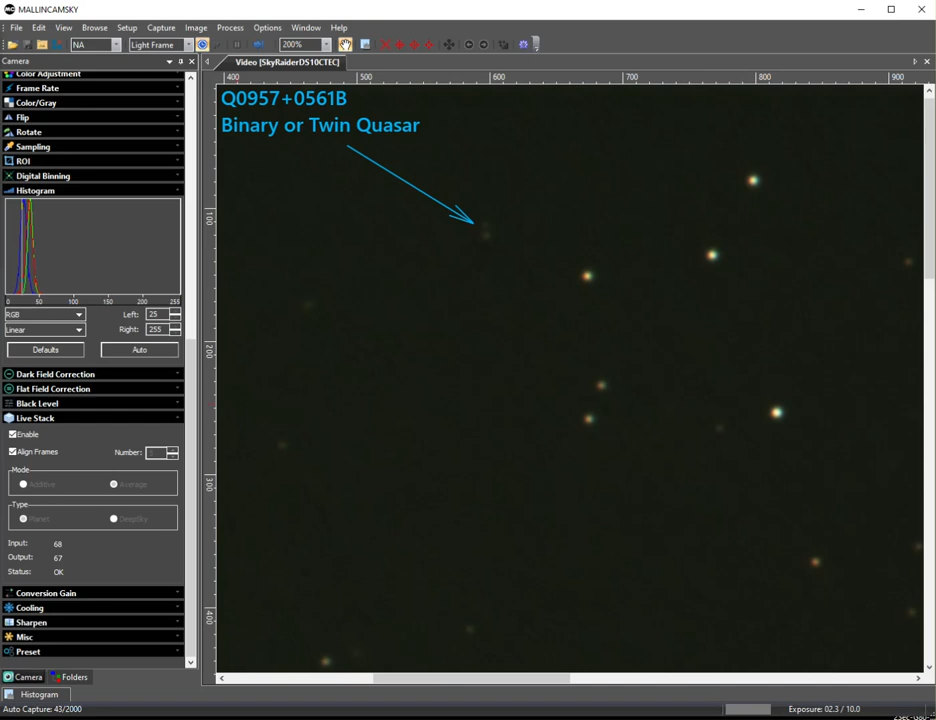 MALLINCAMSKY
File Edit View Browse Setup Capture Image Process Options Window Help
NA Light Frame 200%
Camera
Video [SkyRaiderDS10CTEC]
400 500 600 700 800 900
100
200
300
400
Q0957+0561B
Binary or Twin Quasar
Color Adjustment
Frame Rate
Color/Gray
Flip
Rotate
Sampling
ROI
Digital Binning
Histogram
0 50 100 150 200 255
RGB Left: 25
Linear Right: 255
Defaults Auto
Dark Field Correction
Flat Field Correction
Black Level
Live Stack
Enable
Align Frames Number:
Mode
Additive Average
Type
Planet DeepSky
Input: 68
Output: 67
Status: OK
Conversion Gain
Cooling
Sharpen
Misc
Preset
Camera Folders
Histogram
Auto Capture: 43/2000 Exposure: 02.3 / 10.0